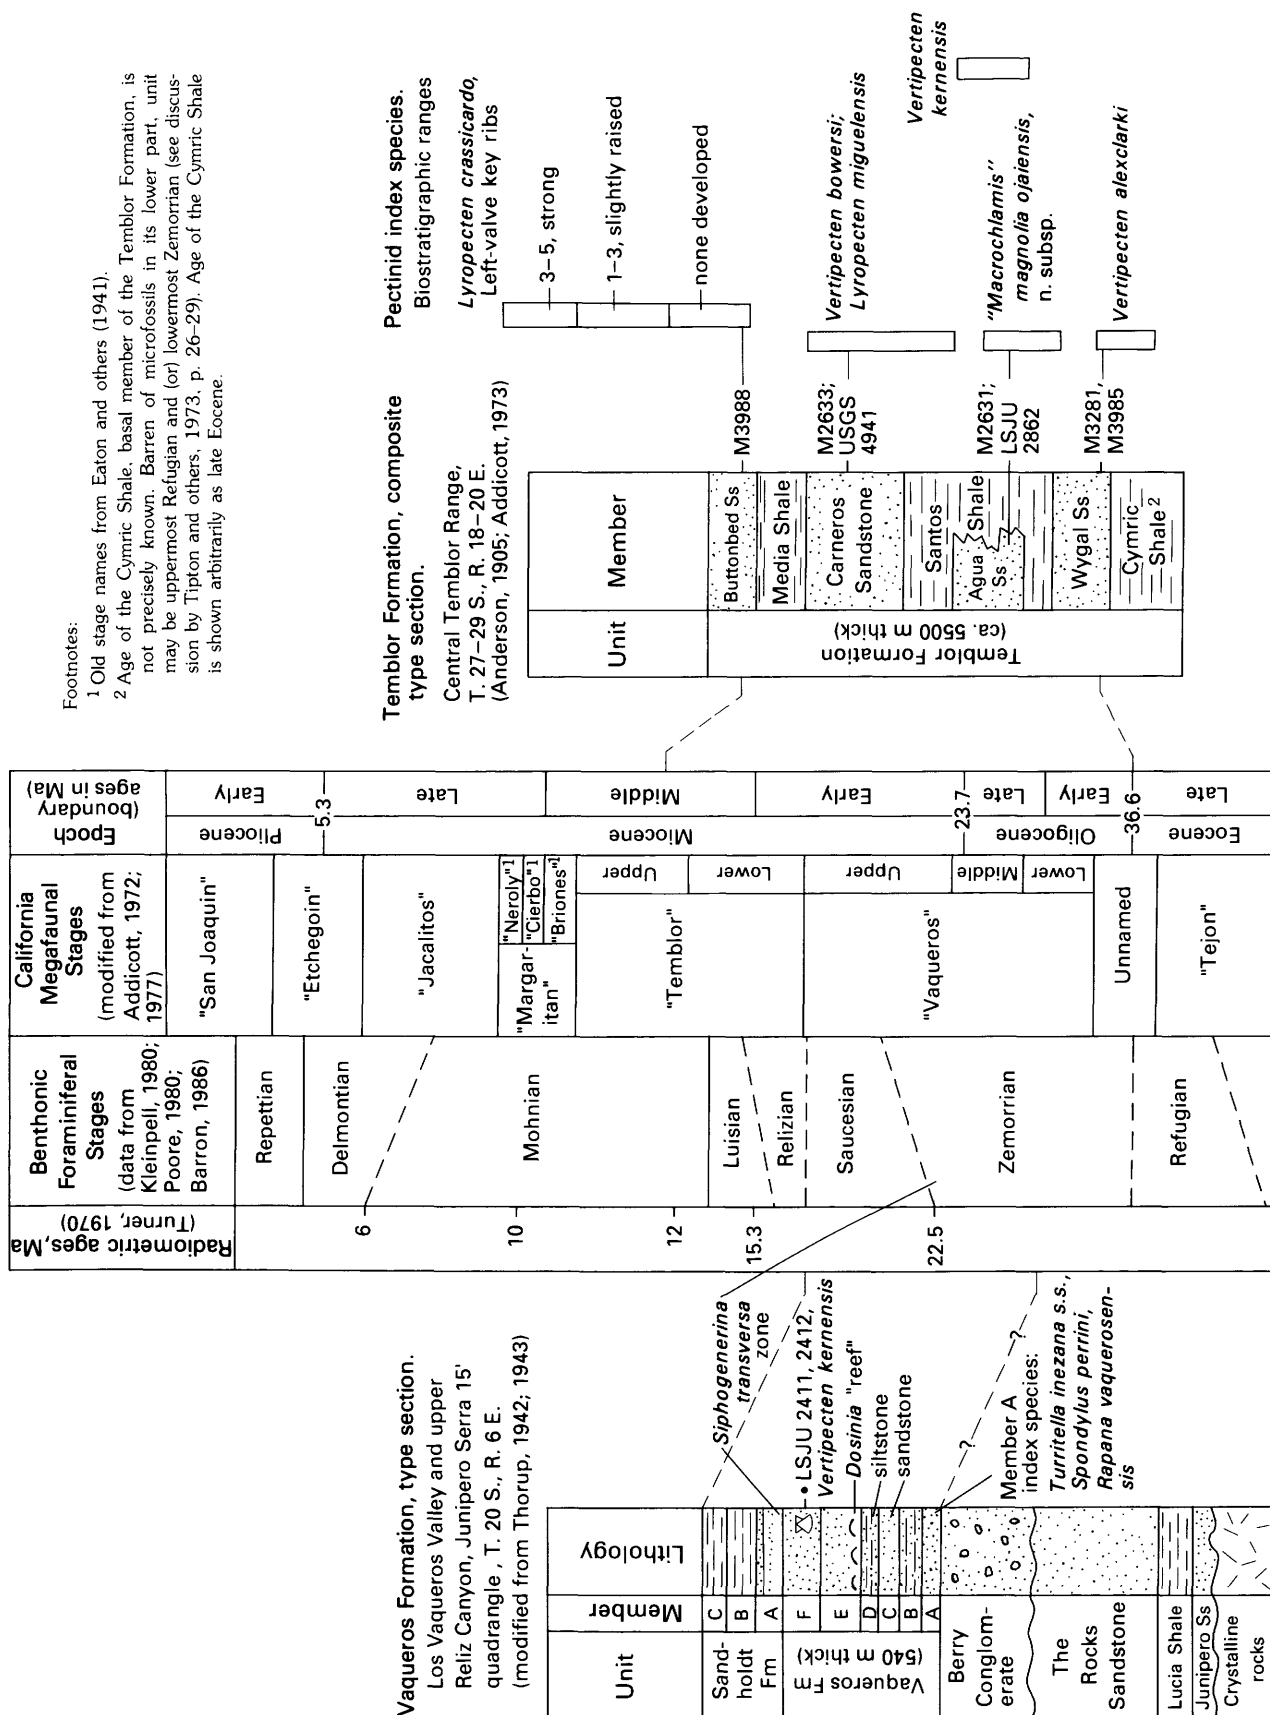 Vaqueros Formation, type section.
Los Vaqueros Valley and upper
Reliz Canyon, Junipero Serra 15'
quadrangle , T. 20 S., R. 6 E.
(modified from Thorup, 1942; 1943)
Unit
Member
Lithology
Sand-
holdt
Fm
C
B
A
Vaqueros Fm
(540 m thick)
F
E
D
C
B
A
Berry
Conglom-
erate
The
Rocks
Sandstone
Lucia Shale
Junipero Ss
Crystalline
rocks
Siphogenerina
transversa
zone
LSJU 2411, 2412,
Vertipecten kernensis
Dosinia "reef"
siltstone
sandstone
?
?
Member A
index species:
Turritella inezana s.s.,
Spondylus perrini,
Rapana vaquerosen-
sis
Radiometric ages, Ma
(Turner, 1970)
6
10
12
15.3
22.5
Benthonic
Foraminiferal
Stages
(data from
Kleinpell, 1980;
Poore, 1980;
Barron, 1986)
Repettian
Delmontian
Mohnian
Luisian
Relizian
Saucesian
Zemorrian
Refugian
California
Megafaunal
Stages
(modified from
Addicott, 1972;
1977)
"San Joaquin"
"Etchegoin"
"Jacalitos"
"Margar-
itan"
"Neroly"1
"Cierbo"1
"Briones"1
"Temblor"
Upper
Lower
"Vaqueros"
Upper
Middle
Lower
Unnamed
"Tejon"
Epoch
(boundary
ages in Ma)
Pliocene
Early
5.3
Miocene
Late
Middle
Early
23.7
Oligocene
Late
Early
36.6
Eocene
Late
Footnotes:
1 Old stage names from Eaton and others (1941).
2 Age of the Cymric Shale, basal member of the Temblor Formation, is
not precisely known. Barren of microfossils in its lower part, unit
may be uppermost Refugian and (or) lowermost Zemorrian (see discus-
sion by Tipton and others, 1973, p. 26–29). Age of the Cymric Shale
is shown arbitrarily as late Eocene.
Temblor Formation, composite
type section.
Central Temblor Range,
T. 27–29 S., R. 18–20 E.
(Anderson, 1905; Addicott, 1973)
Unit
Member
Temblor Formation
(ca. 5500 m thick)
Buttonbed Ss
Media Shale
Carneros
Sandstone
Santos
Shale
Agua
Ss
Wygal Ss
Cymric
Shale2
M3988
M2633;
USGS
4941
M2631;
LSJU
2862
M3281,
M3985
Pectinid index species.
Biostratigraphic ranges
Lyropecten crassicardo,
Left-valve key ribs
3–5, strong
1–3, slightly raised
none developed
Vertipecten bowersi;
Lyropecten miguelensis
Vertipecten
kernensis
"Macrochlamis"
magnolia ojaiensis,
n. subsp.
Vertipecten alexclarki